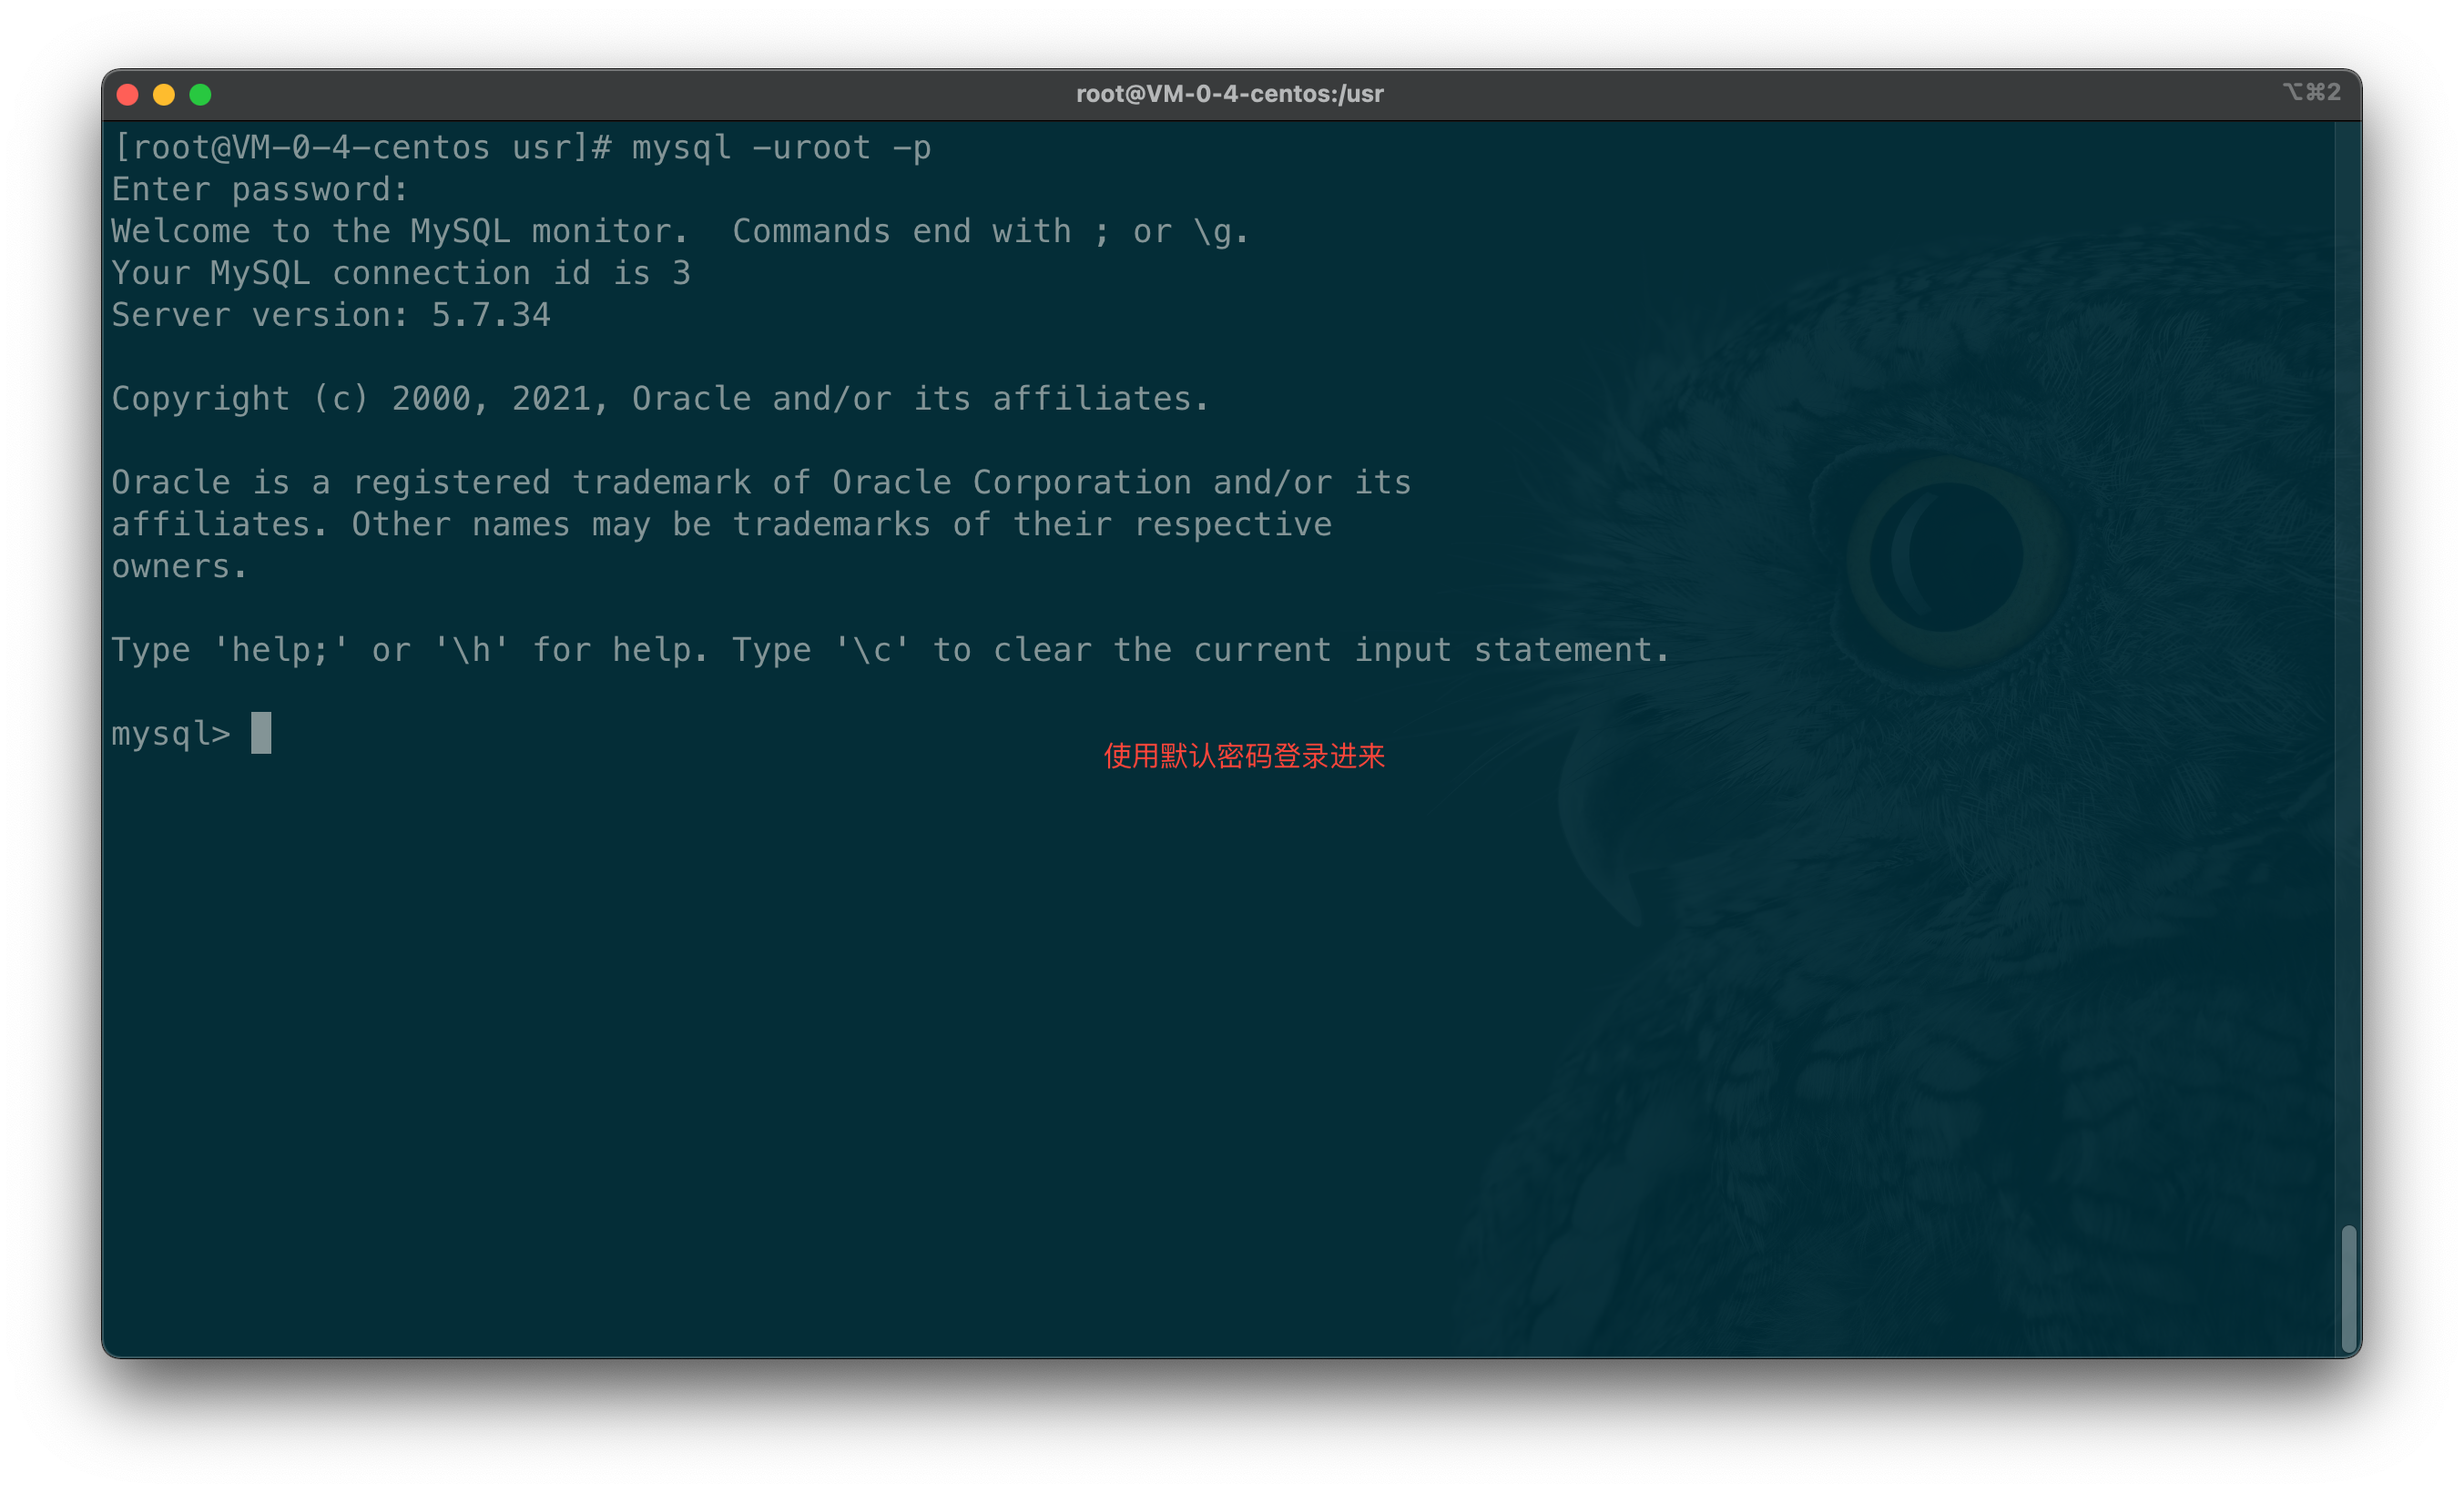 root@VM-0-4-centos:/usr
⌥⌘2
[root@VM-0-4-centos usr]# mysql -uroot -p
Enter password:
Welcome to the MySQL monitor.  Commands end with ; or \g.
Your MySQL connection id is 3
Server version: 5.7.34
Copyright (c) 2000, 2021, Oracle and/or its affiliates.
Oracle is a registered trademark of Oracle Corporation and/or its
affiliates. Other names may be trademarks of their respective
owners.
Type 'help;' or '\h' for help. Type '\c' to clear the current input statement.
mysql>
使用默认密码登录进来